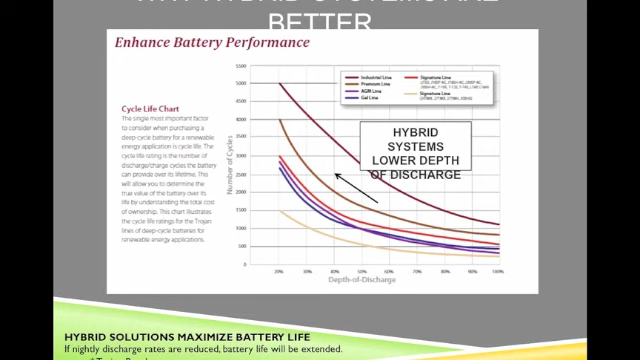 BETTER
Enhance Battery Performance
Cycle Life Chart
The single most important factor
to consider when purchasing a
deep-cycle battery for a renewable
energy application is cycle life. The
cycle life rating is the number of
discharge/charge cycles the battery
can provide over its lifetime. This
will allow you to determine the
true value of the battery over its
life by understanding the total cost
of ownership. This chart illustrates
the cycle life ratings for the Trojan
lines of deep-cycle batteries for
renewable energy applications.
Number of Cycles
5500
5000
4500
4000
3500
3000
2500
2000
1500
1000
500
0
20%
30%
40%
50%
60%
70%
80%
90%
100%
Depth-of-Discharge
Industrial Line
Premium Line
AGM Line
Gel Line
Signature Line
Signature Line
HYBRID
SYSTEMS
LOWER DEPTH
OF DISCHARGE
HYBRID SOLUTIONS MAXIMIZE BATTERY LIFE
If nightly discharge rates are reduced, battery life will be extended.